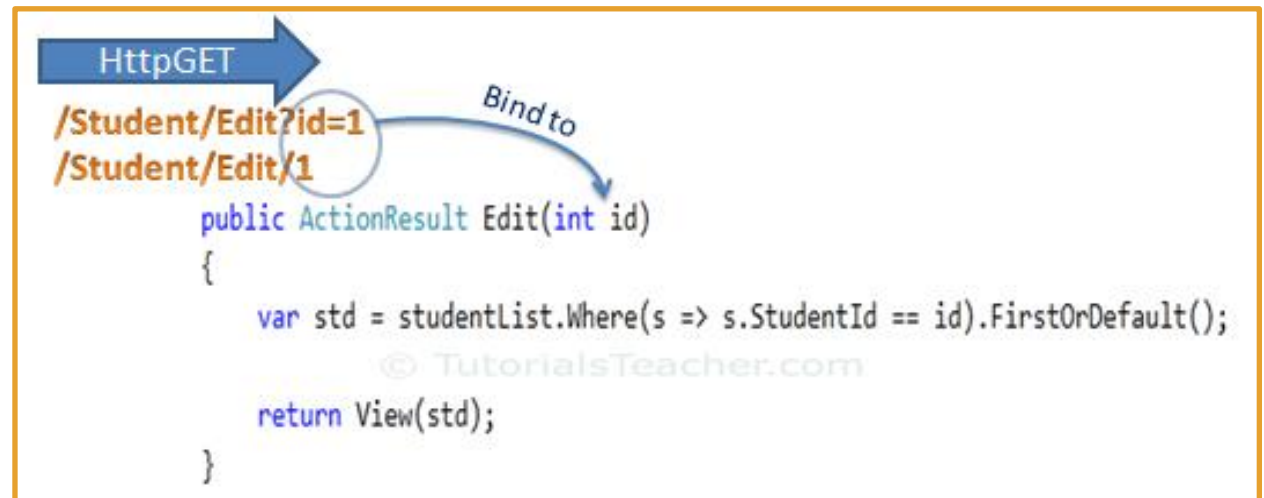 HttpGET
/Student/Edit?id=1
Bind to
/Student/Edit/1
public ActionResult Edit(int id)
{
var std = studentList.Where(s => s.StudentId == id).FirstOrDefault();
© TutorialsTeacher.com
return View(std);
}